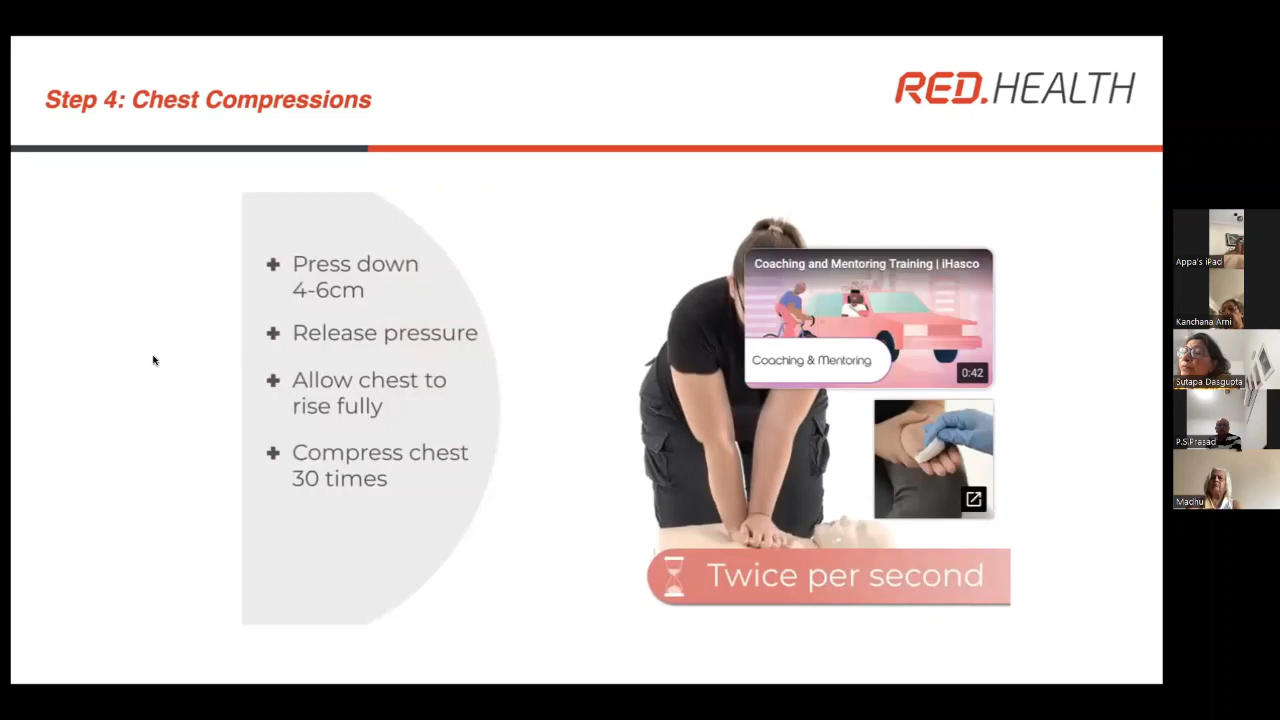 Step 4: Chest Compressions
RED.HEALTH
Press down
4-6cm
Release pressure
Allow chest to
rise fully
Compress chest
30 times
Coaching and Mentoring Training | iHasco
Coaching & Mentoring
0:42
Twice per second
Appa's iPad
Kanchana Arni
Sutapa Dasgupta
P.S.Prasad
Madhu